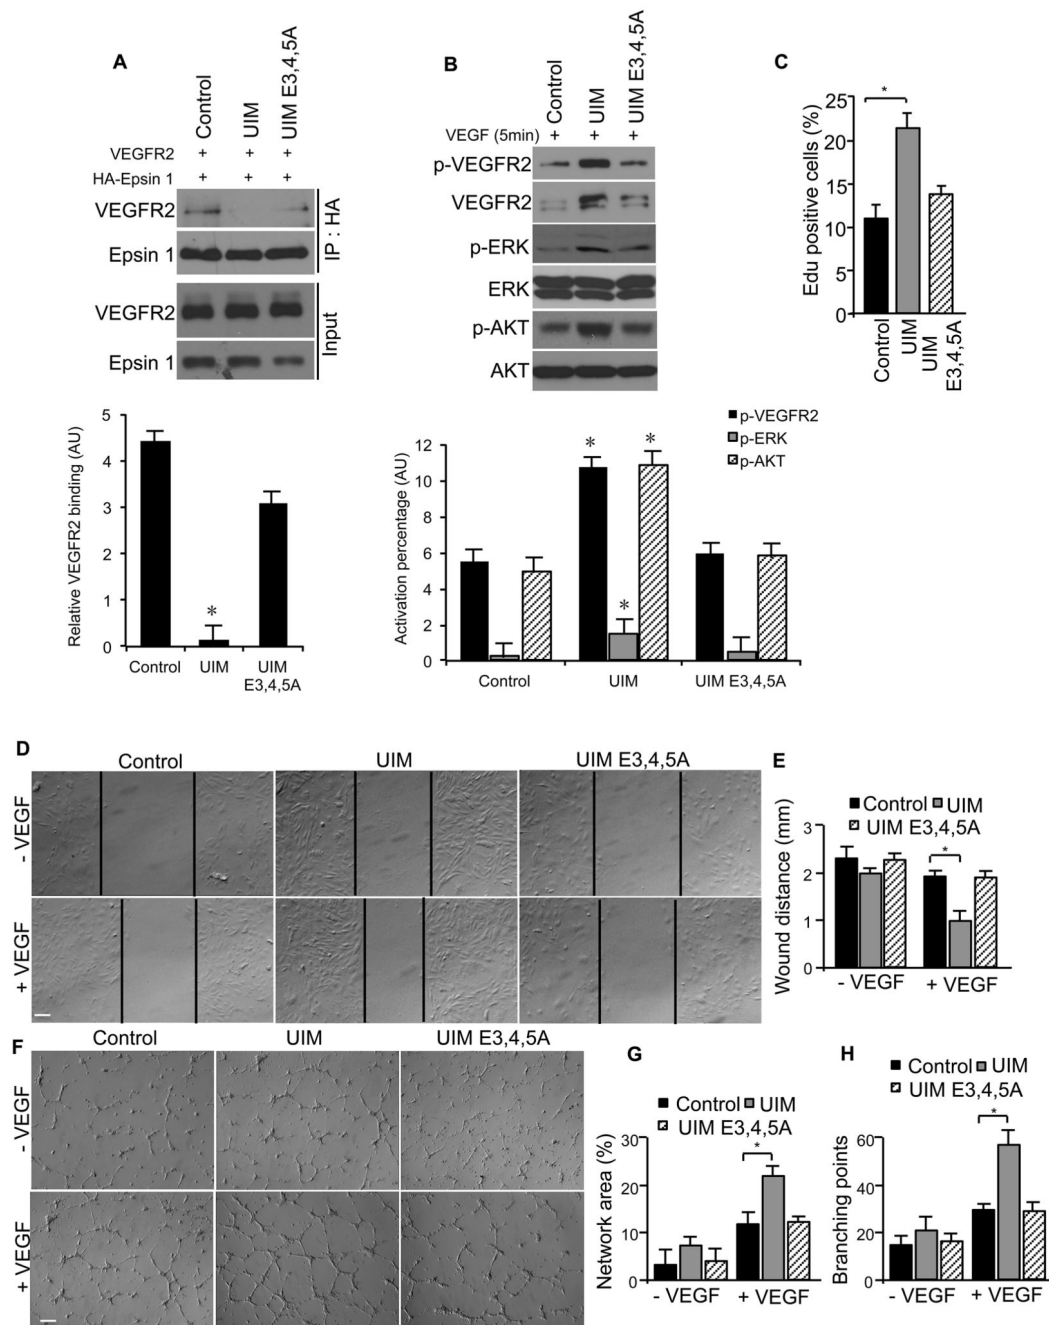 A
Control
UIM
UIM E3,4,5A
VEGFR2 + + +
HA-Epsin 1 + + +
VEGFR2
Epsin 1
IP : HA
VEGFR2
Epsin 1
Input
Relative VEGFR2 binding (AU)
5
4
3
2
1
0
*
Control
UIM
UIM
E3,4,5A
B
Control
UIM
UIM E3,4,5A
VEGF (5min) + + +
p-VEGFR2
VEGFR2
p-ERK
ERK
p-AKT
AKT
p-VEGFR2
p-ERK
p-AKT
Activation percentage (AU)
12
10
8
6
4
2
0
* * *
Control
UIM
UIM E3,4,5A
C
Edu positive cells (%)
25
20
15
10
5
0
*
Control
UIM
UIM
E3,4,5A
D
Control UIM UIM E3,4,5A
- VEGF
+ VEGF
E
Control UIM
UIM E3,4,5A
Wound distance (mm)
3
2
1
0
*
- VEGF + VEGF
F
Control UIM UIM E3,4,5A
- VEGF
+ VEGF
G
Control UIM
UIM E3,4,5A
Network area (%)
30
20
10
0
*
- VEGF + VEGF
H
Control UIM
UIM E3,4,5A
Branching points
60
40
20
0
*
- VEGF + VEGF